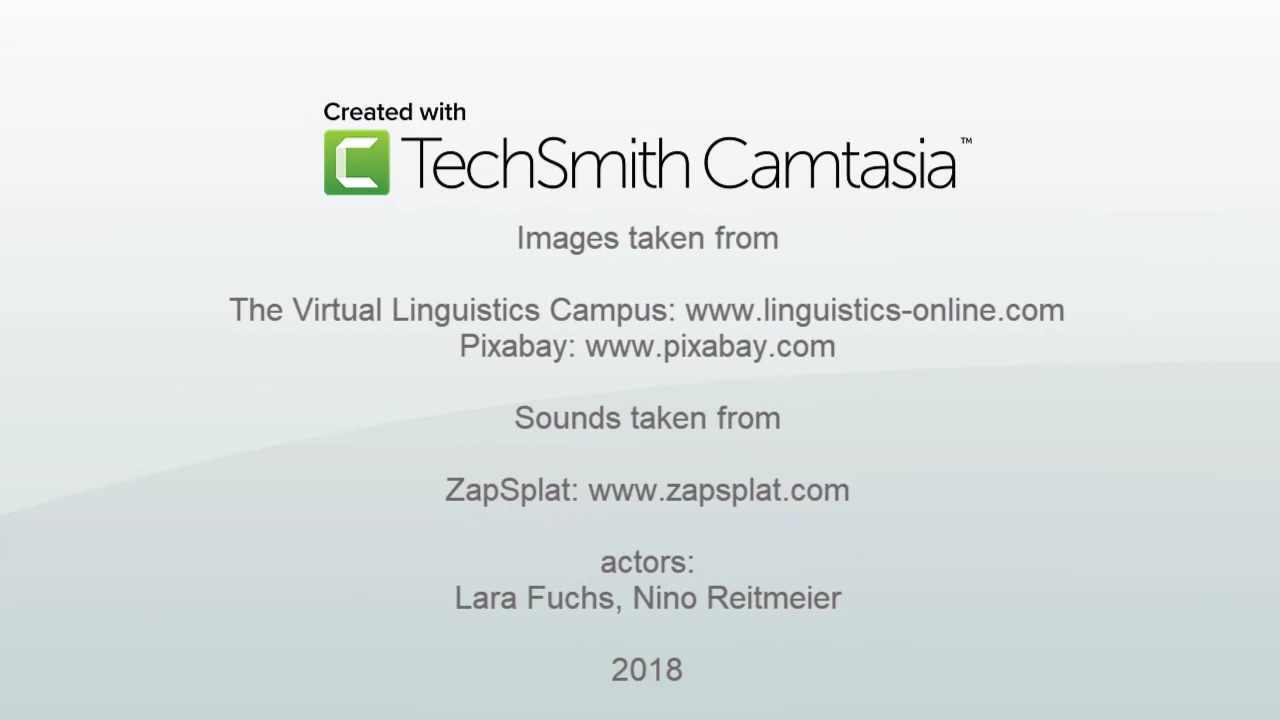 Created with
TechSmith Camtasia™
Images taken from
The Virtual Linguistics Campus: www.linguistics-online.com
Pixabay: www.pixabay.com
Sounds taken from
ZapSplat: www.zapsplat.com
actors:
Lara Fuchs, Nino Reitmeier
2018